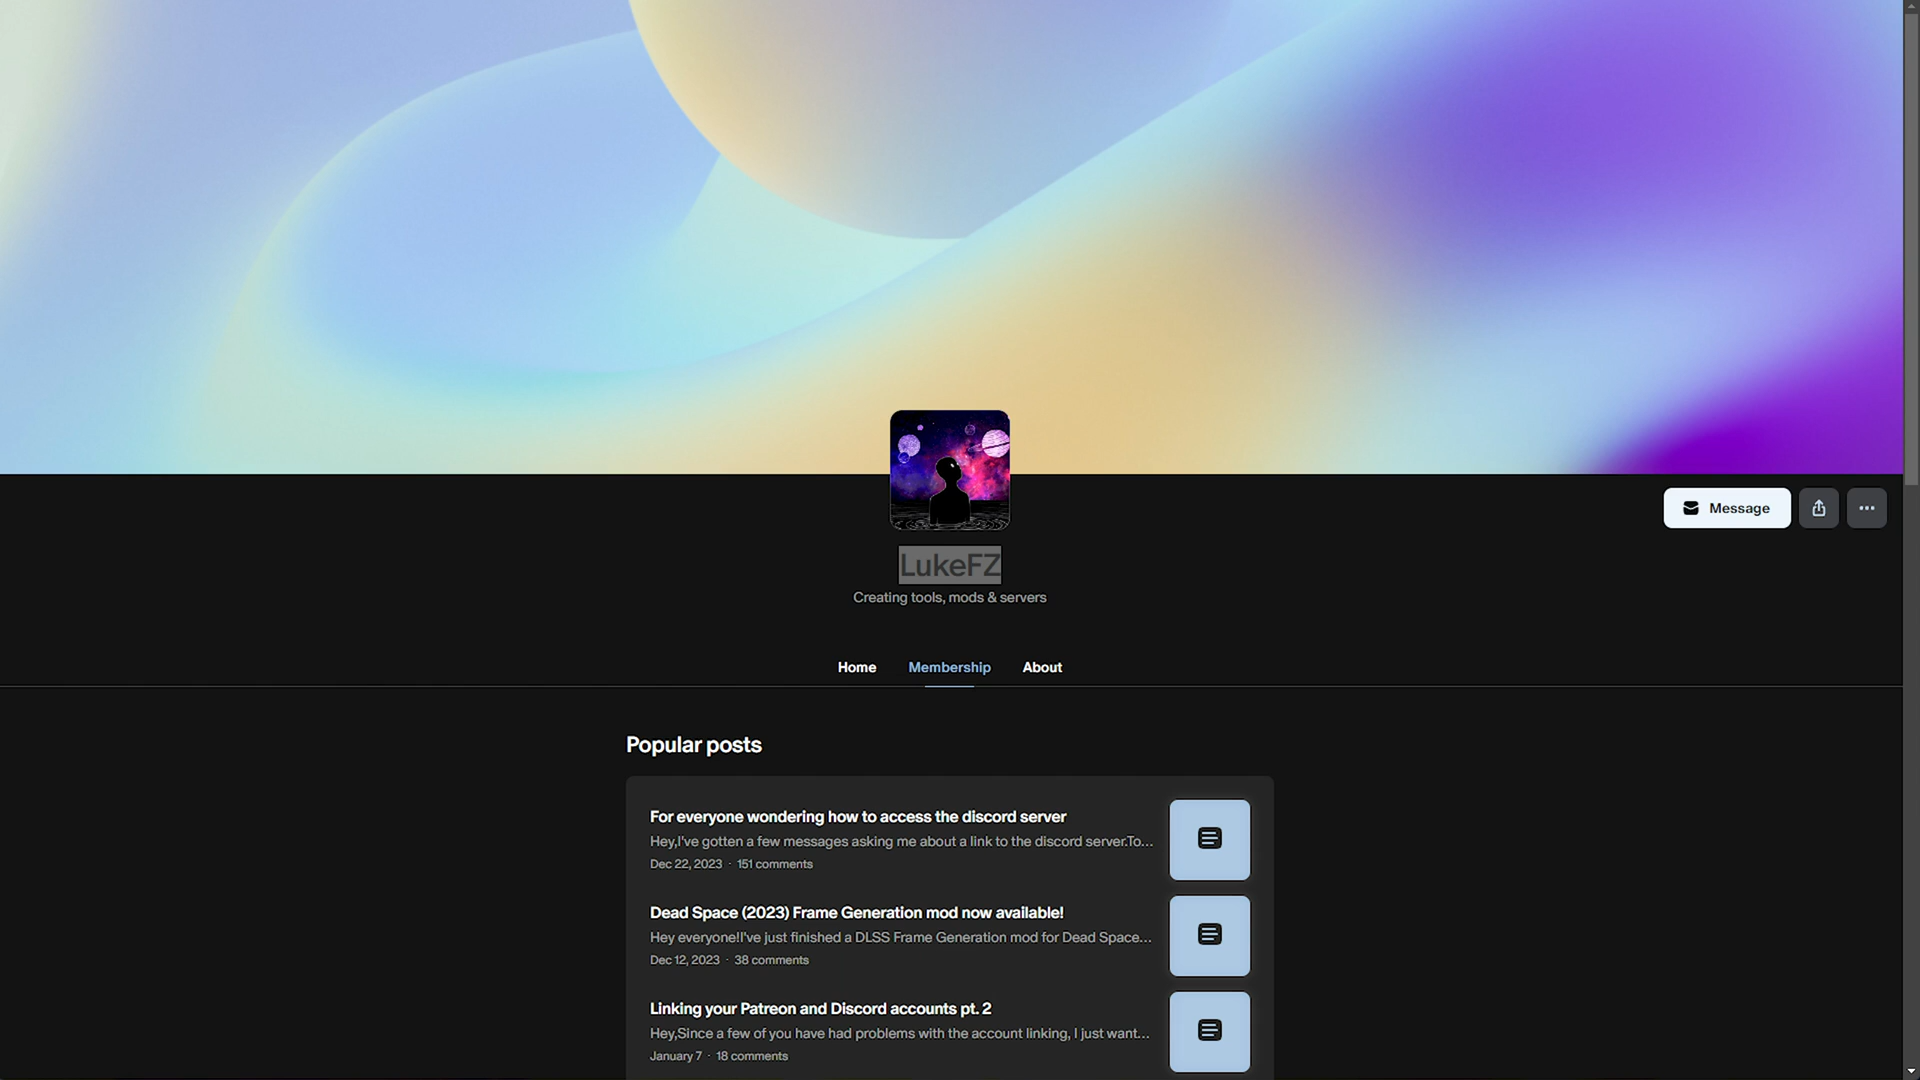 Message
LukeFZ
Creating tools, mods & servers
Home Membership About
Popular posts
For everyone wondering how to access the discord server
Hey,I've gotten a few messages asking me about a link to the discord server.To...
Dec 22, 2023 · 151 comments
Dead Space (2023) Frame Generation mod now available!
Hey everyone!I've just finished a DLSS Frame Generation mod for Dead Space...
Dec 12, 2023 · 38 comments
Linking your Patreon and Discord accounts pt. 2
Hey,Since a few of you have had problems with the account linking, I just want...
January 7 · 18 comments